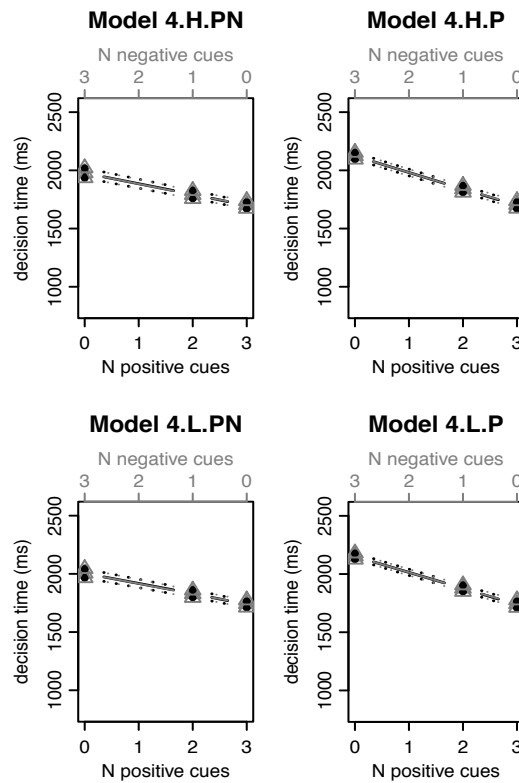 Model 4.H.PN
N negative cues
3 2 1 0
decision time (ms)
2500
2000
1500
1000
0 1 2 3
N positive cues
Model 4.H.P
N negative cues
3 2 1 0
decision time (ms)
2500
2000
1500
1000
0 1 2 3
N positive cues
Model 4.L.PN
N negative cues
3 2 1 0
decision time (ms)
2500
2000
1500
1000
0 1 2 3
N positive cues
Model 4.L.P
N negative cues
3 2 1 0
decision time (ms)
2500
2000
1500
1000
0 1 2 3
N positive cues